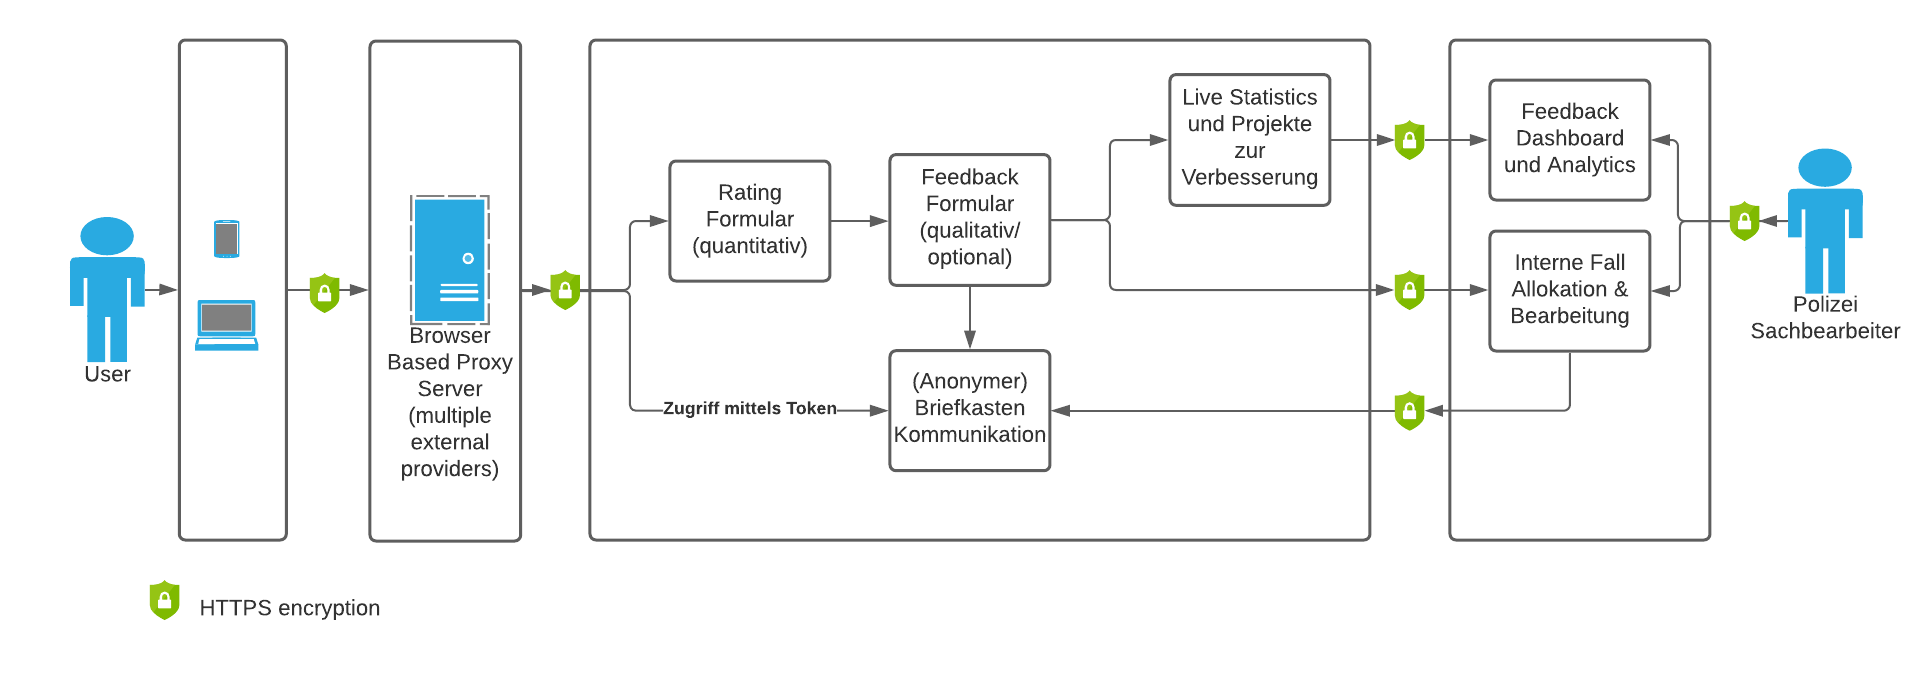 User
Browser
Based Proxy
Server
(multiple
external
providers)
Rating
Formular
(quantitativ)
Feedback
Formular
(qualitativ/
optional)
Zugriff mittels Token
(Anonymer)
Briefkasten
Kommunikation
Live Statistics
und Projekte
zur
Verbesserung
Feedback
Dashboard
und Analytics
Interne Fall
Allokation &
Bearbeitung
Polizei
Sachbearbeiter
HTTPS encryption